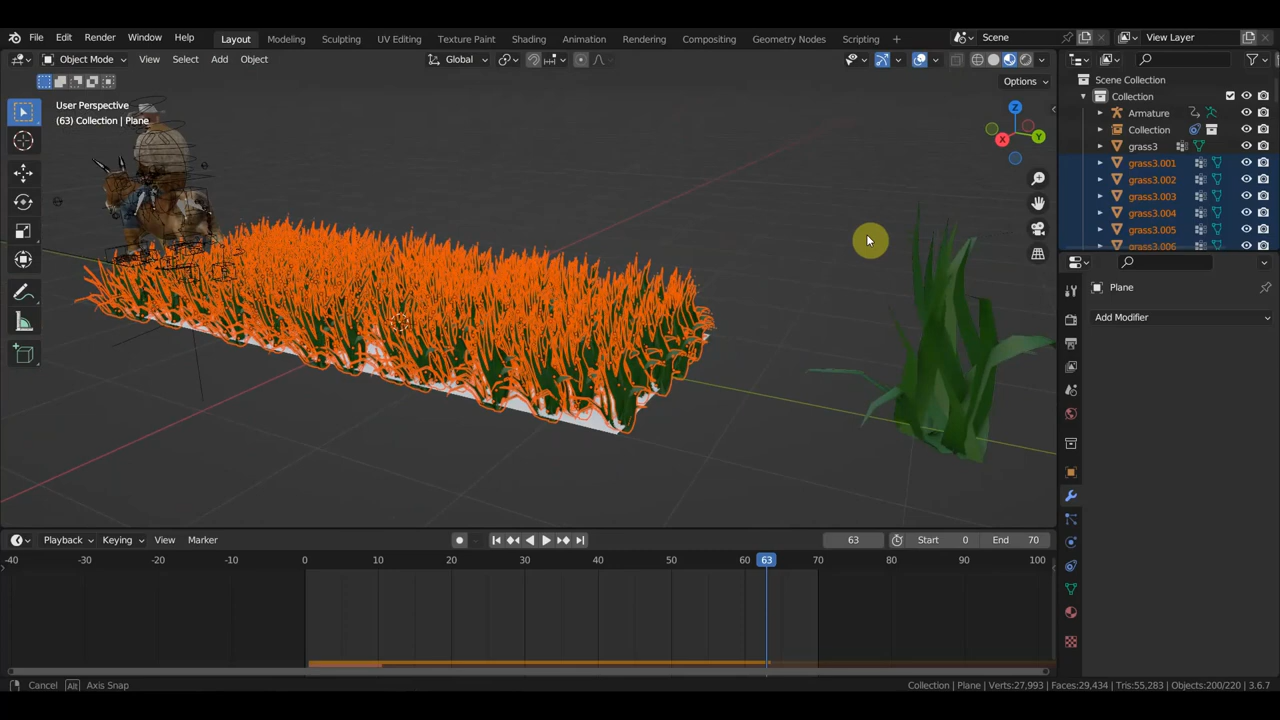 File Edit Render Window Help Layout Modeling Sculpting UV Editing Texture Paint Shading Animation Rendering Compositing Geometry Nodes Scripting + Scene View Layer
Object Mode View Select Add Object Global
Options
User Perspective
(63) Collection | Plane
Z
X
Y
Scene Collection
Collection
Armature
Collection
grass3
grass3.001
grass3.002
grass3.003
grass3.004
grass3.005
grass3.006
Plane
Add Modifier
Playback Keying View Marker 63 Start 0 End 70
-40 -30 -20 -10 0 10 20 30 40 50 60 63 70 80 90 100
Cancel Alt Axis Snap Collection | Plane Verts:27,993 | Faces:29,434 | Tris:55,283 | Objects:200/220 | 3.6.7